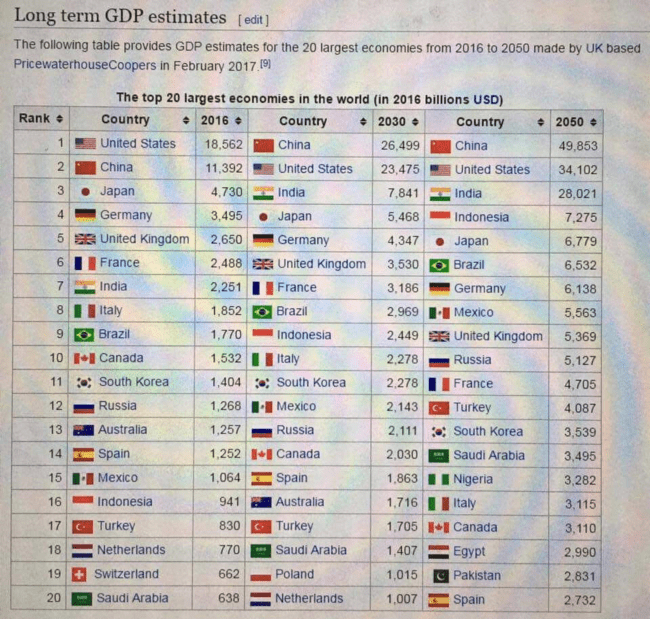 Long term GDP estimates [edit]
The following table provides GDP estimates for the 20 largest economies from 2016 to 2050 made by UK based
PricewaterhouseCoopers in February 2017.[9]
The top 20 largest economies in the world (in 2016 billions USD)
Rank Country 2016 Country 2030 Country 2050
1 United States 18,562 China 26,499 China 49,853
2 China 11,392 United States 23,475 United States 34,102
3 Japan 4,730 India 7,841 India 28,021
4 Germany 3,495 Japan 5,468 Indonesia 7,275
5 United Kingdom 2,650 Germany 4,347 Japan 6,779
6 France 2,488 United Kingdom 3,530 Brazil 6,532
7 India 2,251 France 3,186 Germany 6,138
8 Italy 1,852 Brazil 2,969 Mexico 5,563
9 Brazil 1,770 Indonesia 2,449 United Kingdom 5,369
10 Canada 1,532 Italy 2,278 Russia 5,127
11 South Korea 1,404 South Korea 2,278 France 4,705
12 Russia 1,268 Mexico 2,143 Turkey 4,087
13 Australia 1,257 Russia 2,111 South Korea 3,539
14 Spain 1,252 Canada 2,030 Saudi Arabia 3,495
15 Mexico 1,064 Spain 1,863 Nigeria 3,282
16 Indonesia 941 Australia 1,716 Italy 3,115
17 Turkey 830 Turkey 1,705 Canada 3,110
18 Netherlands 770 Saudi Arabia 1,407 Egypt 2,990
19 Switzerland 662 Poland 1,015 Pakistan 2,831
20 Saudi Arabia 638 Netherlands 1,007 Spain 2,732